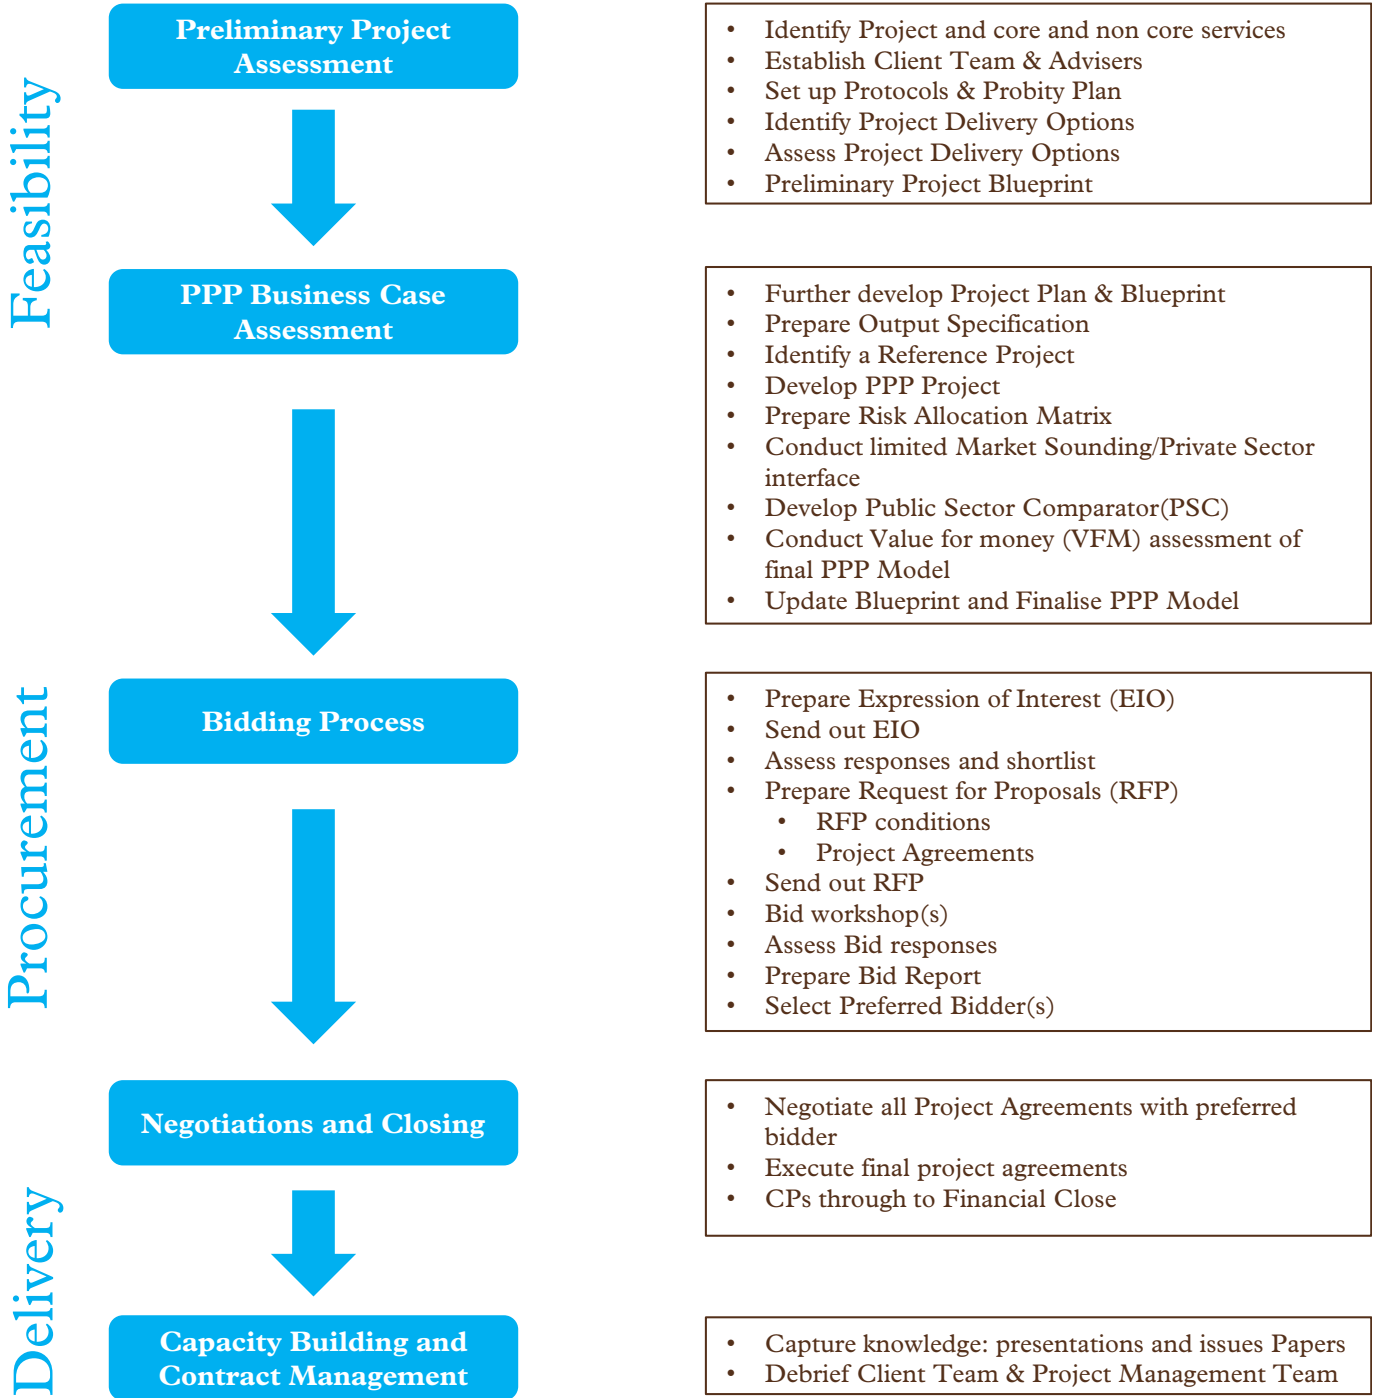 Feasibility
Preliminary Project
Assessment
• Identify Project and core and non core services
• Establish Client Team & Advisers
• Set up Protocols & Probity Plan
• Identify Project Delivery Options
• Assess Project Delivery Options
• Preliminary Project Blueprint
PPP Business Case
Assessment
• Further develop Project Plan & Blueprint
• Prepare Output Specification
• Identify a Reference Project
• Develop PPP Project
• Prepare Risk Allocation Matrix
• Conduct limited Market Sounding/Private Sector
interface
• Develop Public Sector Comparator(PSC)
• Conduct Value for money (VFM) assessment of
final PPP Model
• Update Blueprint and Finalise PPP Model
Procurement
Bidding Process
• Prepare Expression of Interest (EIO)
• Send out EIO
• Assess responses and shortlist
• Prepare Request for Proposals (RFP)
• RFP conditions
• Project Agreements
• Send out RFP
• Bid workshop(s)
• Assess Bid responses
• Prepare Bid Report
• Select Preferred Bidder(s)
Delivery
Negotiations and Closing
• Negotiate all Project Agreements with preferred
bidder
• Execute final project agreements
• CPs through to Financial Close
Capacity Building and
Contract Management
• Capture knowledge: presentations and issues Papers
• Debrief Client Team & Project Management Team